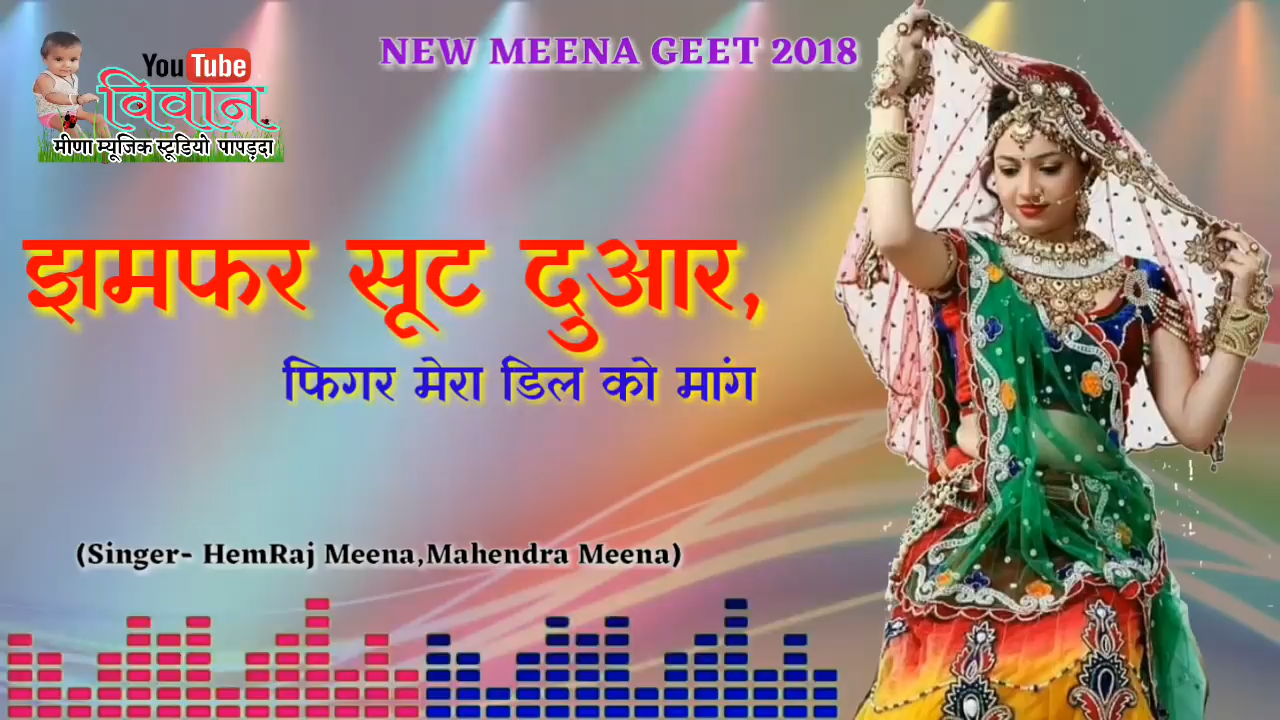 YouTube
विवान
मीणा म्यूजिक स्टूडियो पापड़दा
NEW MEENA GEET 2018
झमफर सूट दुआर,
फिगर मेरा डिल को मांग
(Singer- HemRaj Meena,Mahendra Meena)